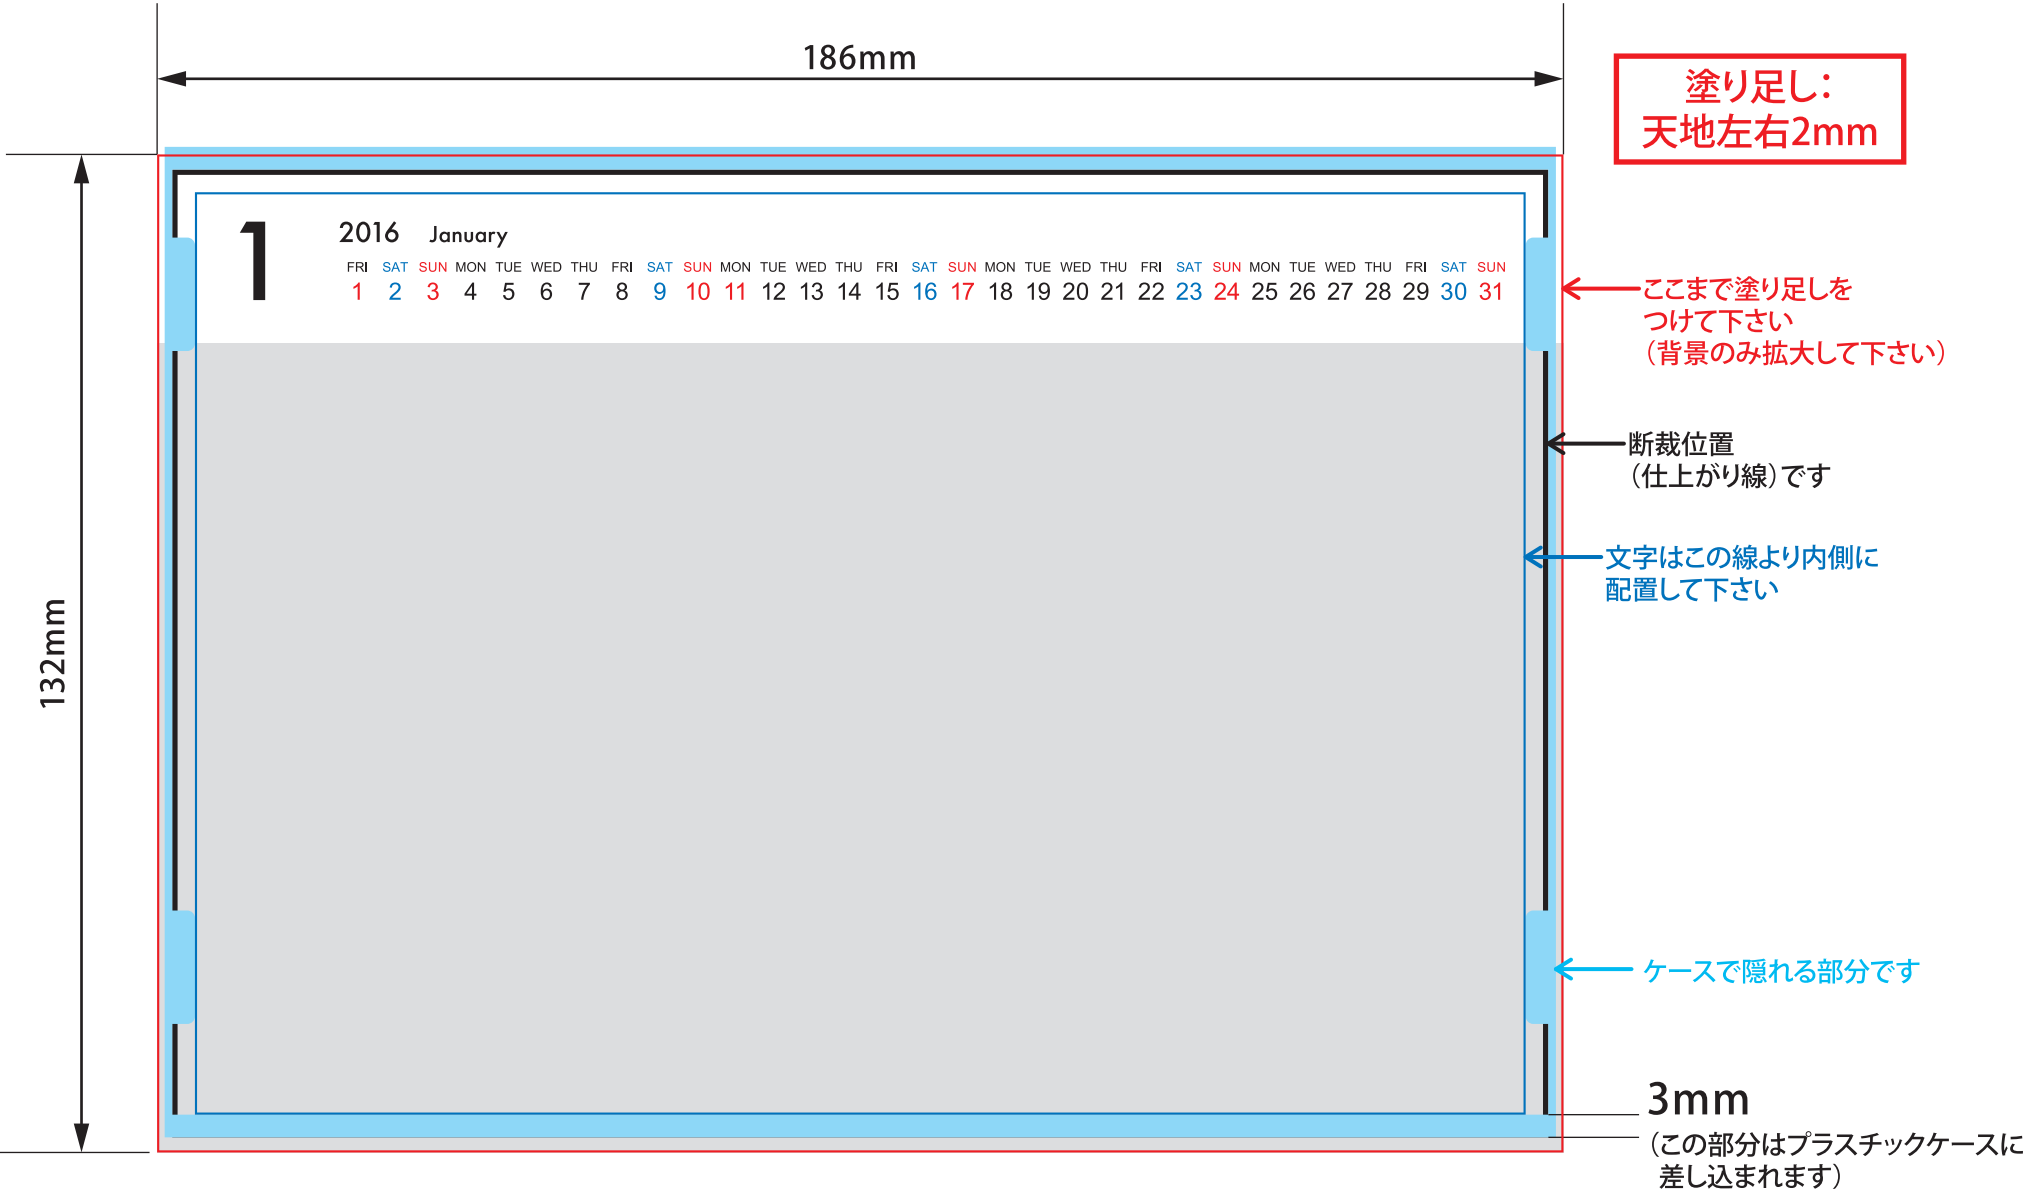 186mm
塗り足し：
天地左右2mm
132mm
1
2016 January
FRI SAT SUN MON TUE WED THU FRI SAT SUN MON TUE WED THU FRI SAT SUN MON TUE WED THU FRI SAT SUN MON TUE WED THU FRI SAT SUN
1 2 3 4 5 6 7 8 9 10 11 12 13 14 15 16 17 18 19 20 21 22 23 24 25 26 27 28 29 30 31
ここまで塗り足しを
つけて下さい
（背景のみ拡大して下さい）
断裁位置
（仕上がり線）です
文字はこの線より内側に
配置して下さい
ケースで隠れる部分です
3mm
（この部分はプラスチックケースに
差し込まれます）